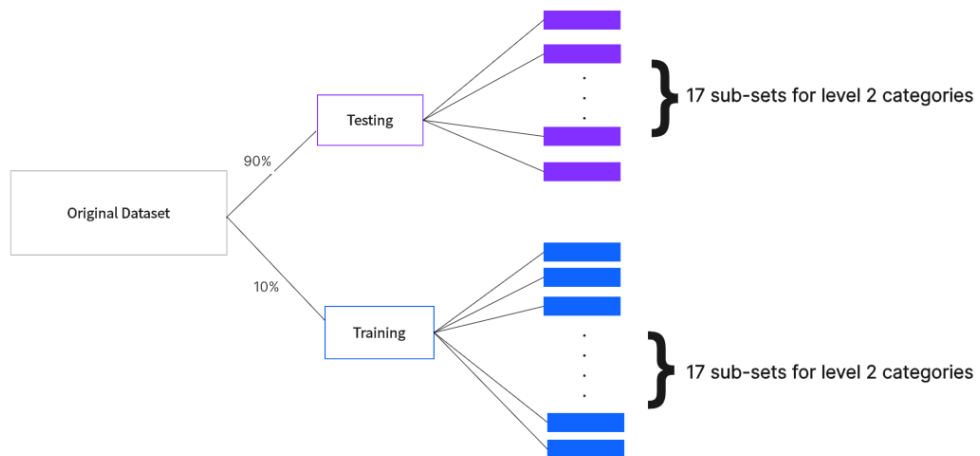 17 sub-sets for level 2 categories
Testing
90%
Original Dataset
10%
Training
17 sub-sets for level 2 categories